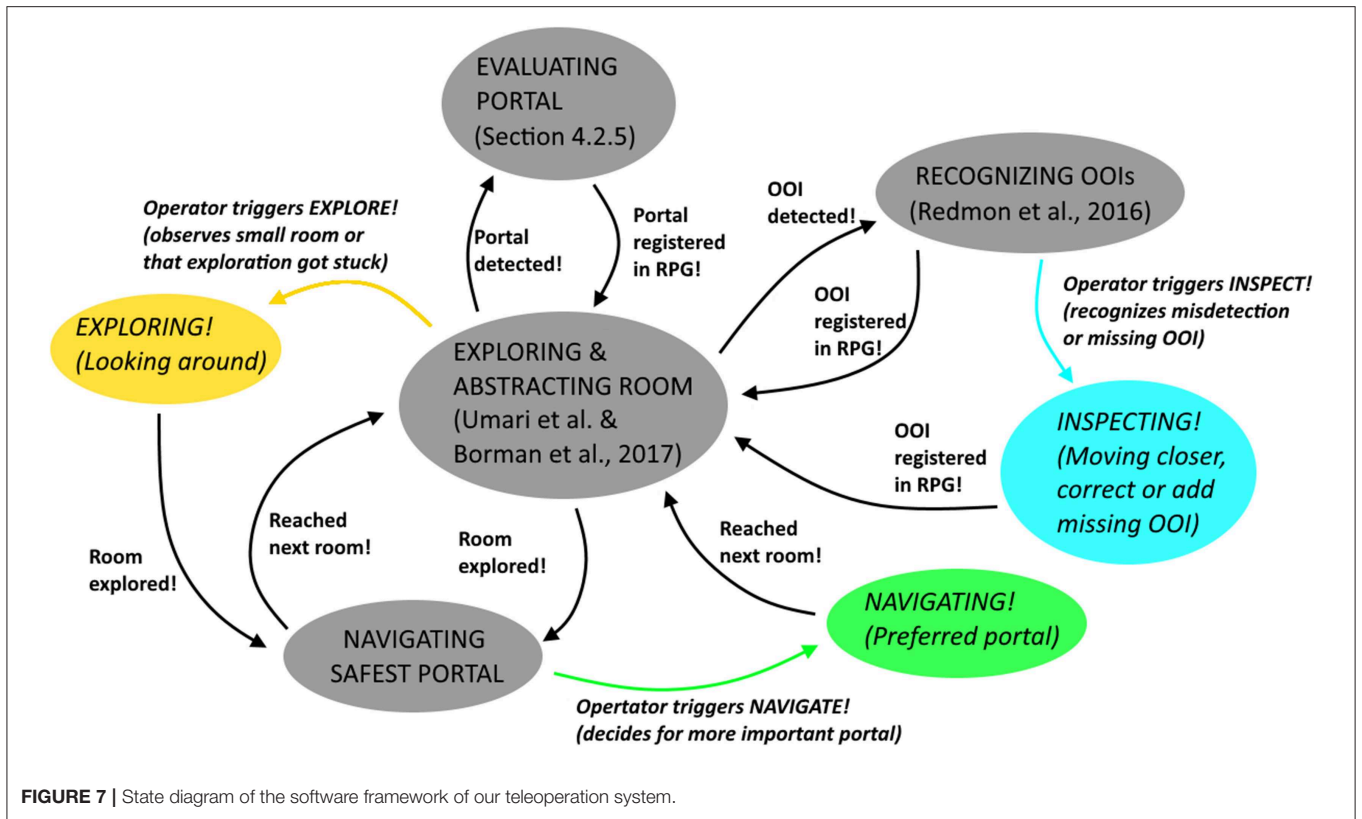 EVALUATING
PORTAL
(Section 4.2.5)
RECOGNIZING OOIs
(Redmon et al., 2016)
Operator triggers EXPLORE!
(observes small room or
that exploration got stuck)
Portal
detected!
Portal
registered
in RPG!
OOI
detected!
OOI
registered
in RPG!
Operator triggers INSPECT!
(recognizes misdetection
or missing OOI)
EXPLORING!
(Looking around)
EXPLORING &
ABSTRACTING ROOM
(Umari et al. &
Borman et al., 2017)
INSPECTING!
(Moving closer,
correct or add
missing OOI)
OOI
registered
in RPG!
Room
explored!
Reached
next room!
Room
explored!
Reached
next room!
NAVIGATING
SAFEST PORTAL
NAVIGATING!
(Preferred portal)
Opertator triggers NAVIGATE!
(decides for more important portal)
FIGURE 7 | State diagram of the software framework of our teleoperation system.